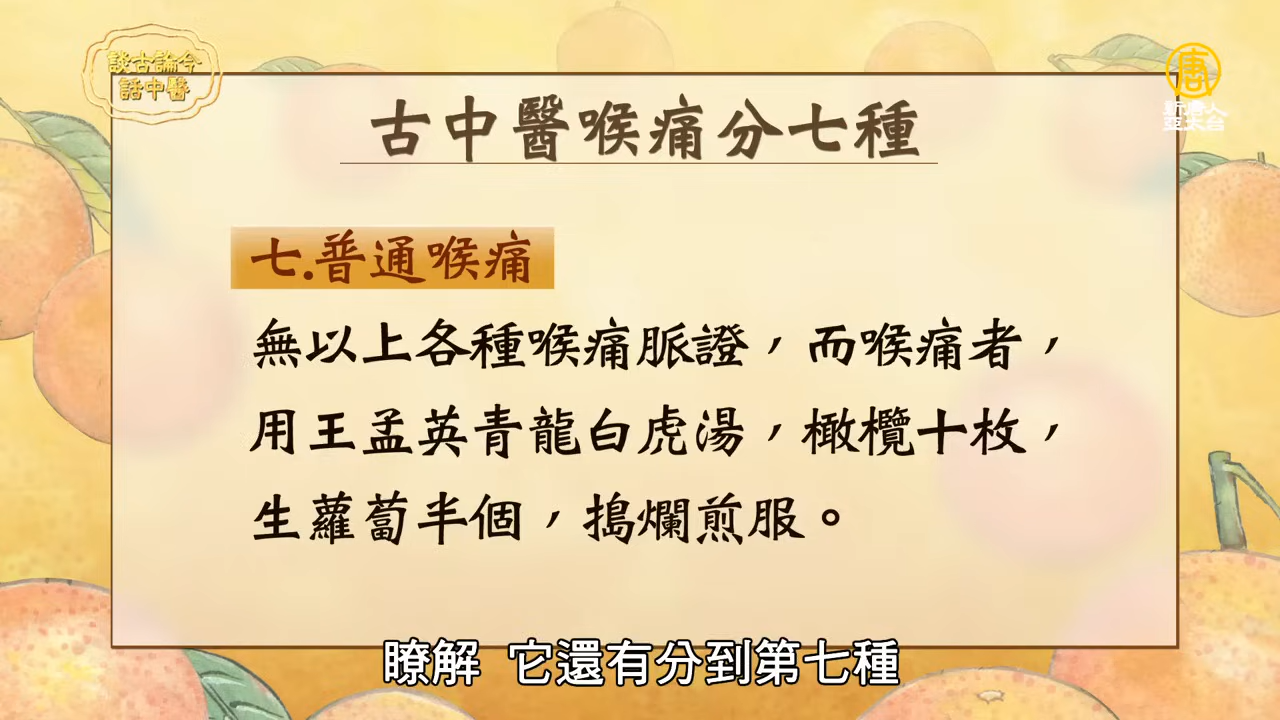 談古論今
話中醫
唐
新唐人
亞太台
古中醫喉痛分七種
七.普通喉痛
無以上各種喉痛脈證，而喉痛者，
用王孟英青龍白虎湯，橄欖十枚，
生蘿蔔半個，搗爛煎服。
瞭解 它還有分到第七種